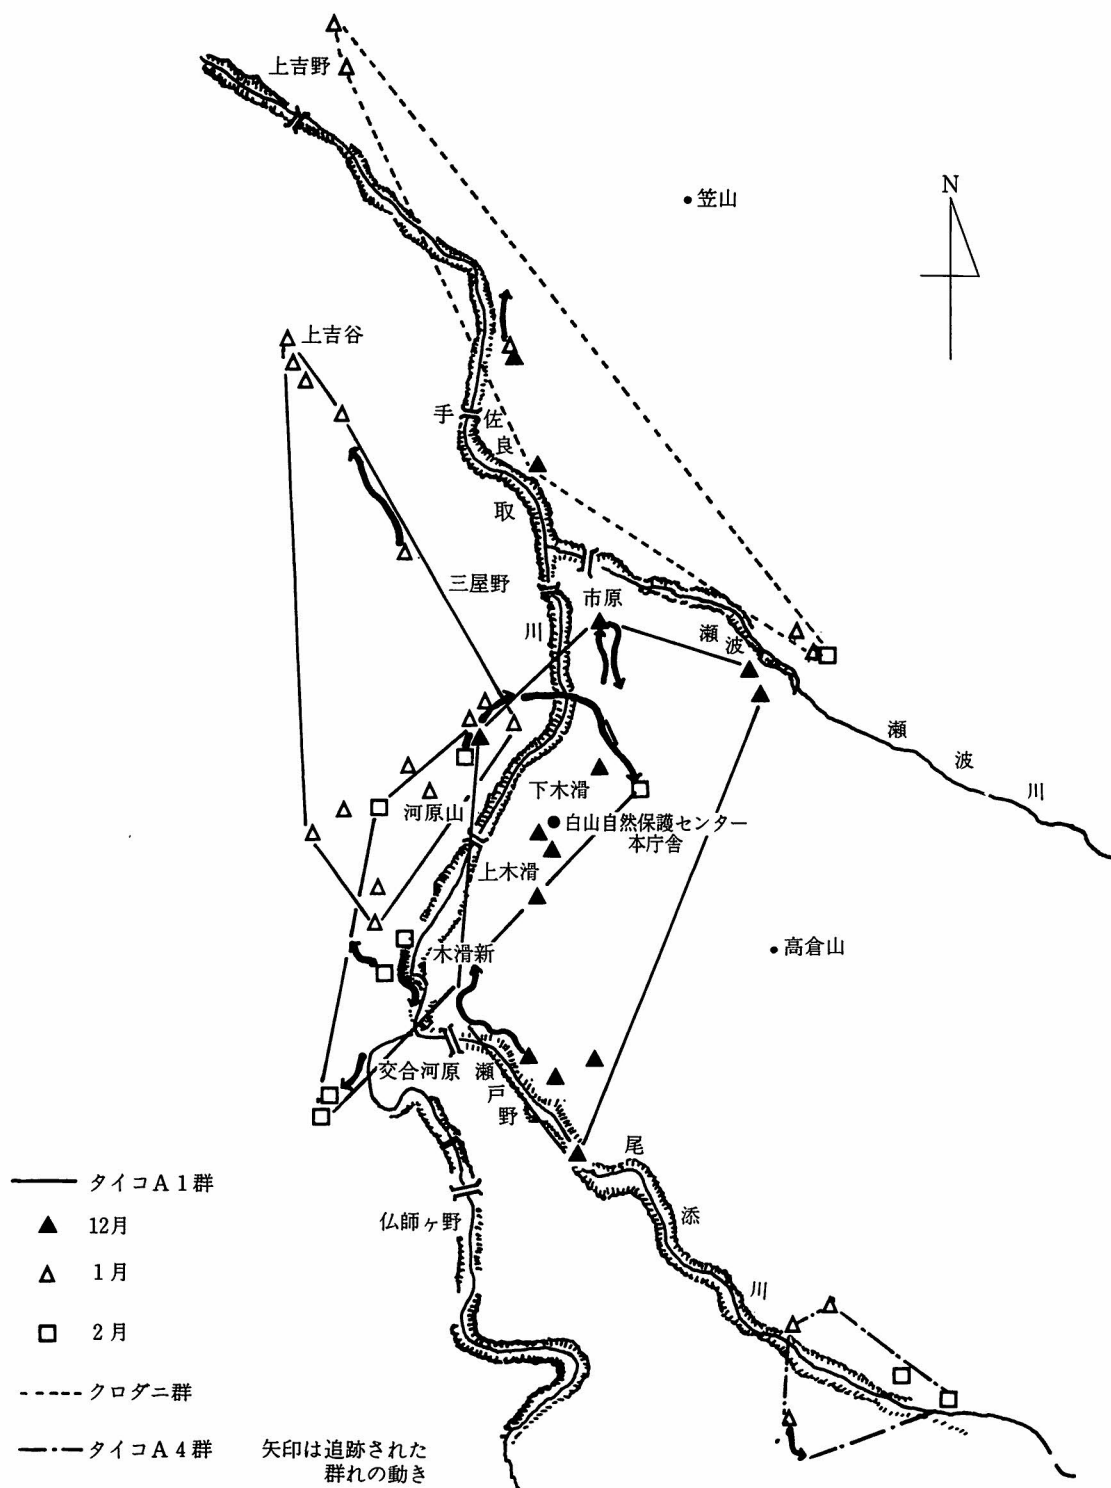 上吉野
笠山
N
上吉谷
手
取
川
佐良
三屋野
市原
瀬波
瀬
波
川
下木滑
河原山
白山自然保護センター
本庁舎
上木滑
木滑新
高倉山
交合河原
瀬
戸
野
尾
添
川
仏師ヶ野
タイコA1群
12月
1月
2月
クロダニ群
タイコA4群
矢印は追跡された
群れの動き